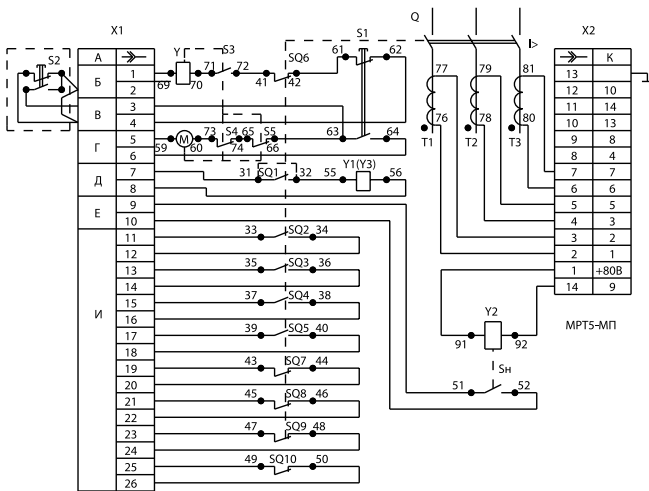 X1
S1
Q
X2
А
Y
S3
I>
К
S2
71
72
SQ6
61
62
Б
1
69
70
41
42
77
79
81
13
2
12
10
В
3
11
14
4
76
78
80
10
13
Г
5
59
М
60
73
S4
65
S5
63
64
9
8
6
74
66
T1
T2
T3
8
4
Д
7
31
SQ1
32
55
Y1(Y3)
56
7
7
8
6
6
Е
9
5
5
10
4
3
И
11
33
SQ2
34
3
2
12
2
1
13
35
SQ3
36
1
+80В
14
14
9
15
37
SQ4
38
16
Y2
МРТ5-МП
17
39
SQ5
40
91
92
18
19
43
SQ7
44
Sн
20
51
52
21
45
SQ8
46
22
23
47
SQ9
48
24
25
49
SQ10
50
26